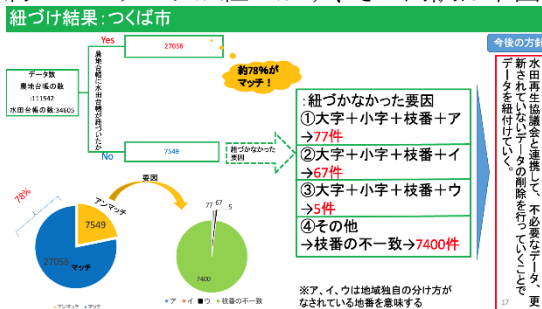 紐づけ結果：つくば市
データ数
農地台帳の数
:111542
水田台帳の数:34605
農地台帳に水田台帳が紐づいたか
Yes
27056
約78%が
マッチ！
No
7549
紐づかなかった
要因
:紐づかなかった要因
①大字＋小字＋枝番＋ア
→77件
②大字＋小字＋枝番＋イ
→67件
③大字＋小字＋枝番＋ウ
→5件
④その他
→枝番の不一致→7400件
※ア、イ、ウは地域独自の分け方が
なされている地番を意味する
今後の方針
水田再生協議会と連携して、不必要なデータ、更
新されていないデータの削除を行っていくことで
データを紐付けていく。
78%
アンマッチ
7549
27056
マッチ
アンマッチ マッチ
要因
77 67 5
7400
ア イ ウ 枝番の不一致
17